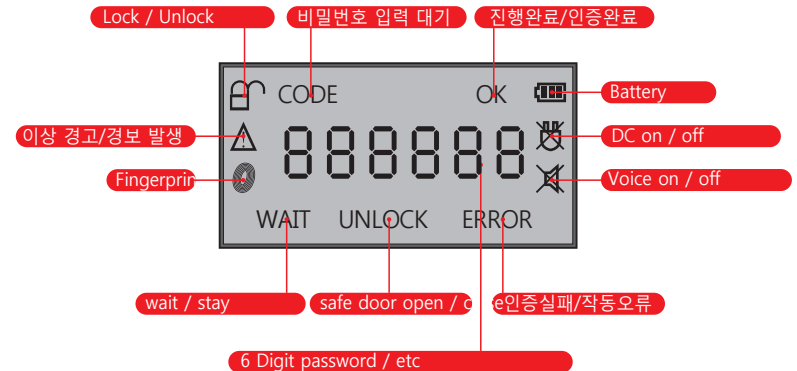 Lock / Unlock
비밀번호 입력 대기
진행완료/인증완료
CODE
OK
Battery
이상 경고/경보 발생
888888
DC on / off
Fingerprin
Voice on / off
WAIT
UNLOCK
ERROR
wait / stay
safe door open / c
e인증실패/작동오류
6 Digit password / etc